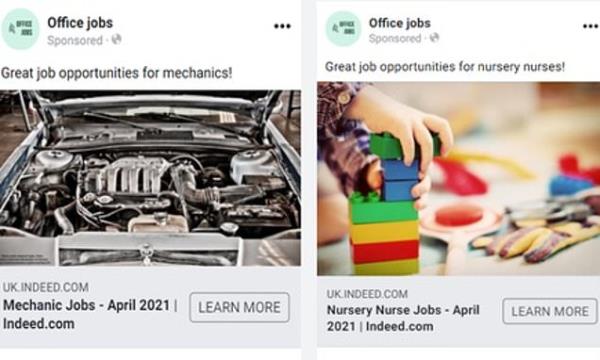 OFFICE
JOBS
Office jobs
Sponsored ·
Great job opportunities for mechanics!
UK.INDEED.COM
Mechanic Jobs - April 2021 |
Indeed.com
LEARN MORE
OFFICE
JOBS
Office jobs
Sponsored ·
Great job opportunities for nursery nurses!
UK.INDEED.COM
Nursery Nurse Jobs - April
2021 | Indeed.com
LEARN MORE